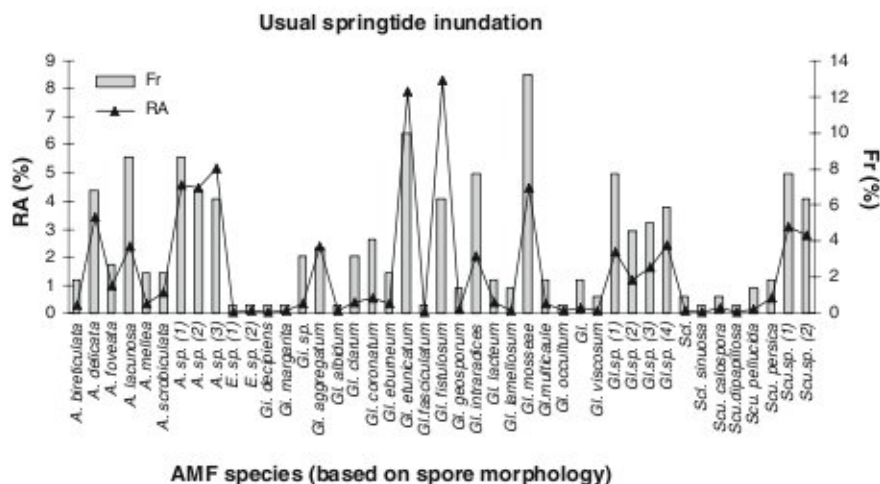 Usual springtide inundation
9
8
7
6
5
4
3
2
1
0
RA (%)
Fr
RA
14
12
10
8
6
4
2
0
Fr (%)
A. bireticulata
A. delicata
A. foveata
A. lacunosa
A. mellea
A. scrobiculata
A. sp. (1)
A. sp. (2)
A. sp. (3)
E. sp. (1)
E. sp. (2)
Gl. decipiens
Gl. margarita
Gl. sp.
Gl. aggregatum
Gl. albidum
Gl. clarum
Gl. coronatum
Gl. eburneum
Gl. etunicatum
Gl.fasciculatum
Gl. fistulosum
Gl. geosporum
Gl. intraradices
Gl. lacteum
Gl. lamellosum
Gl. mosseae
Gl.multicaule
Gl. occultum
Gl.
Gl. viscosum
Gl.sp. (1)
Gl.sp. (2)
Gl.sp. (3)
Gl.sp. (4)
Scl.
Scl. sinuosa
Scu. calospora
Scu.dipapillosa
Scu. pellucida
Scu. persica
Scu.sp. (1)
Scu.sp. (2)
AMF species (based on spore morphology)